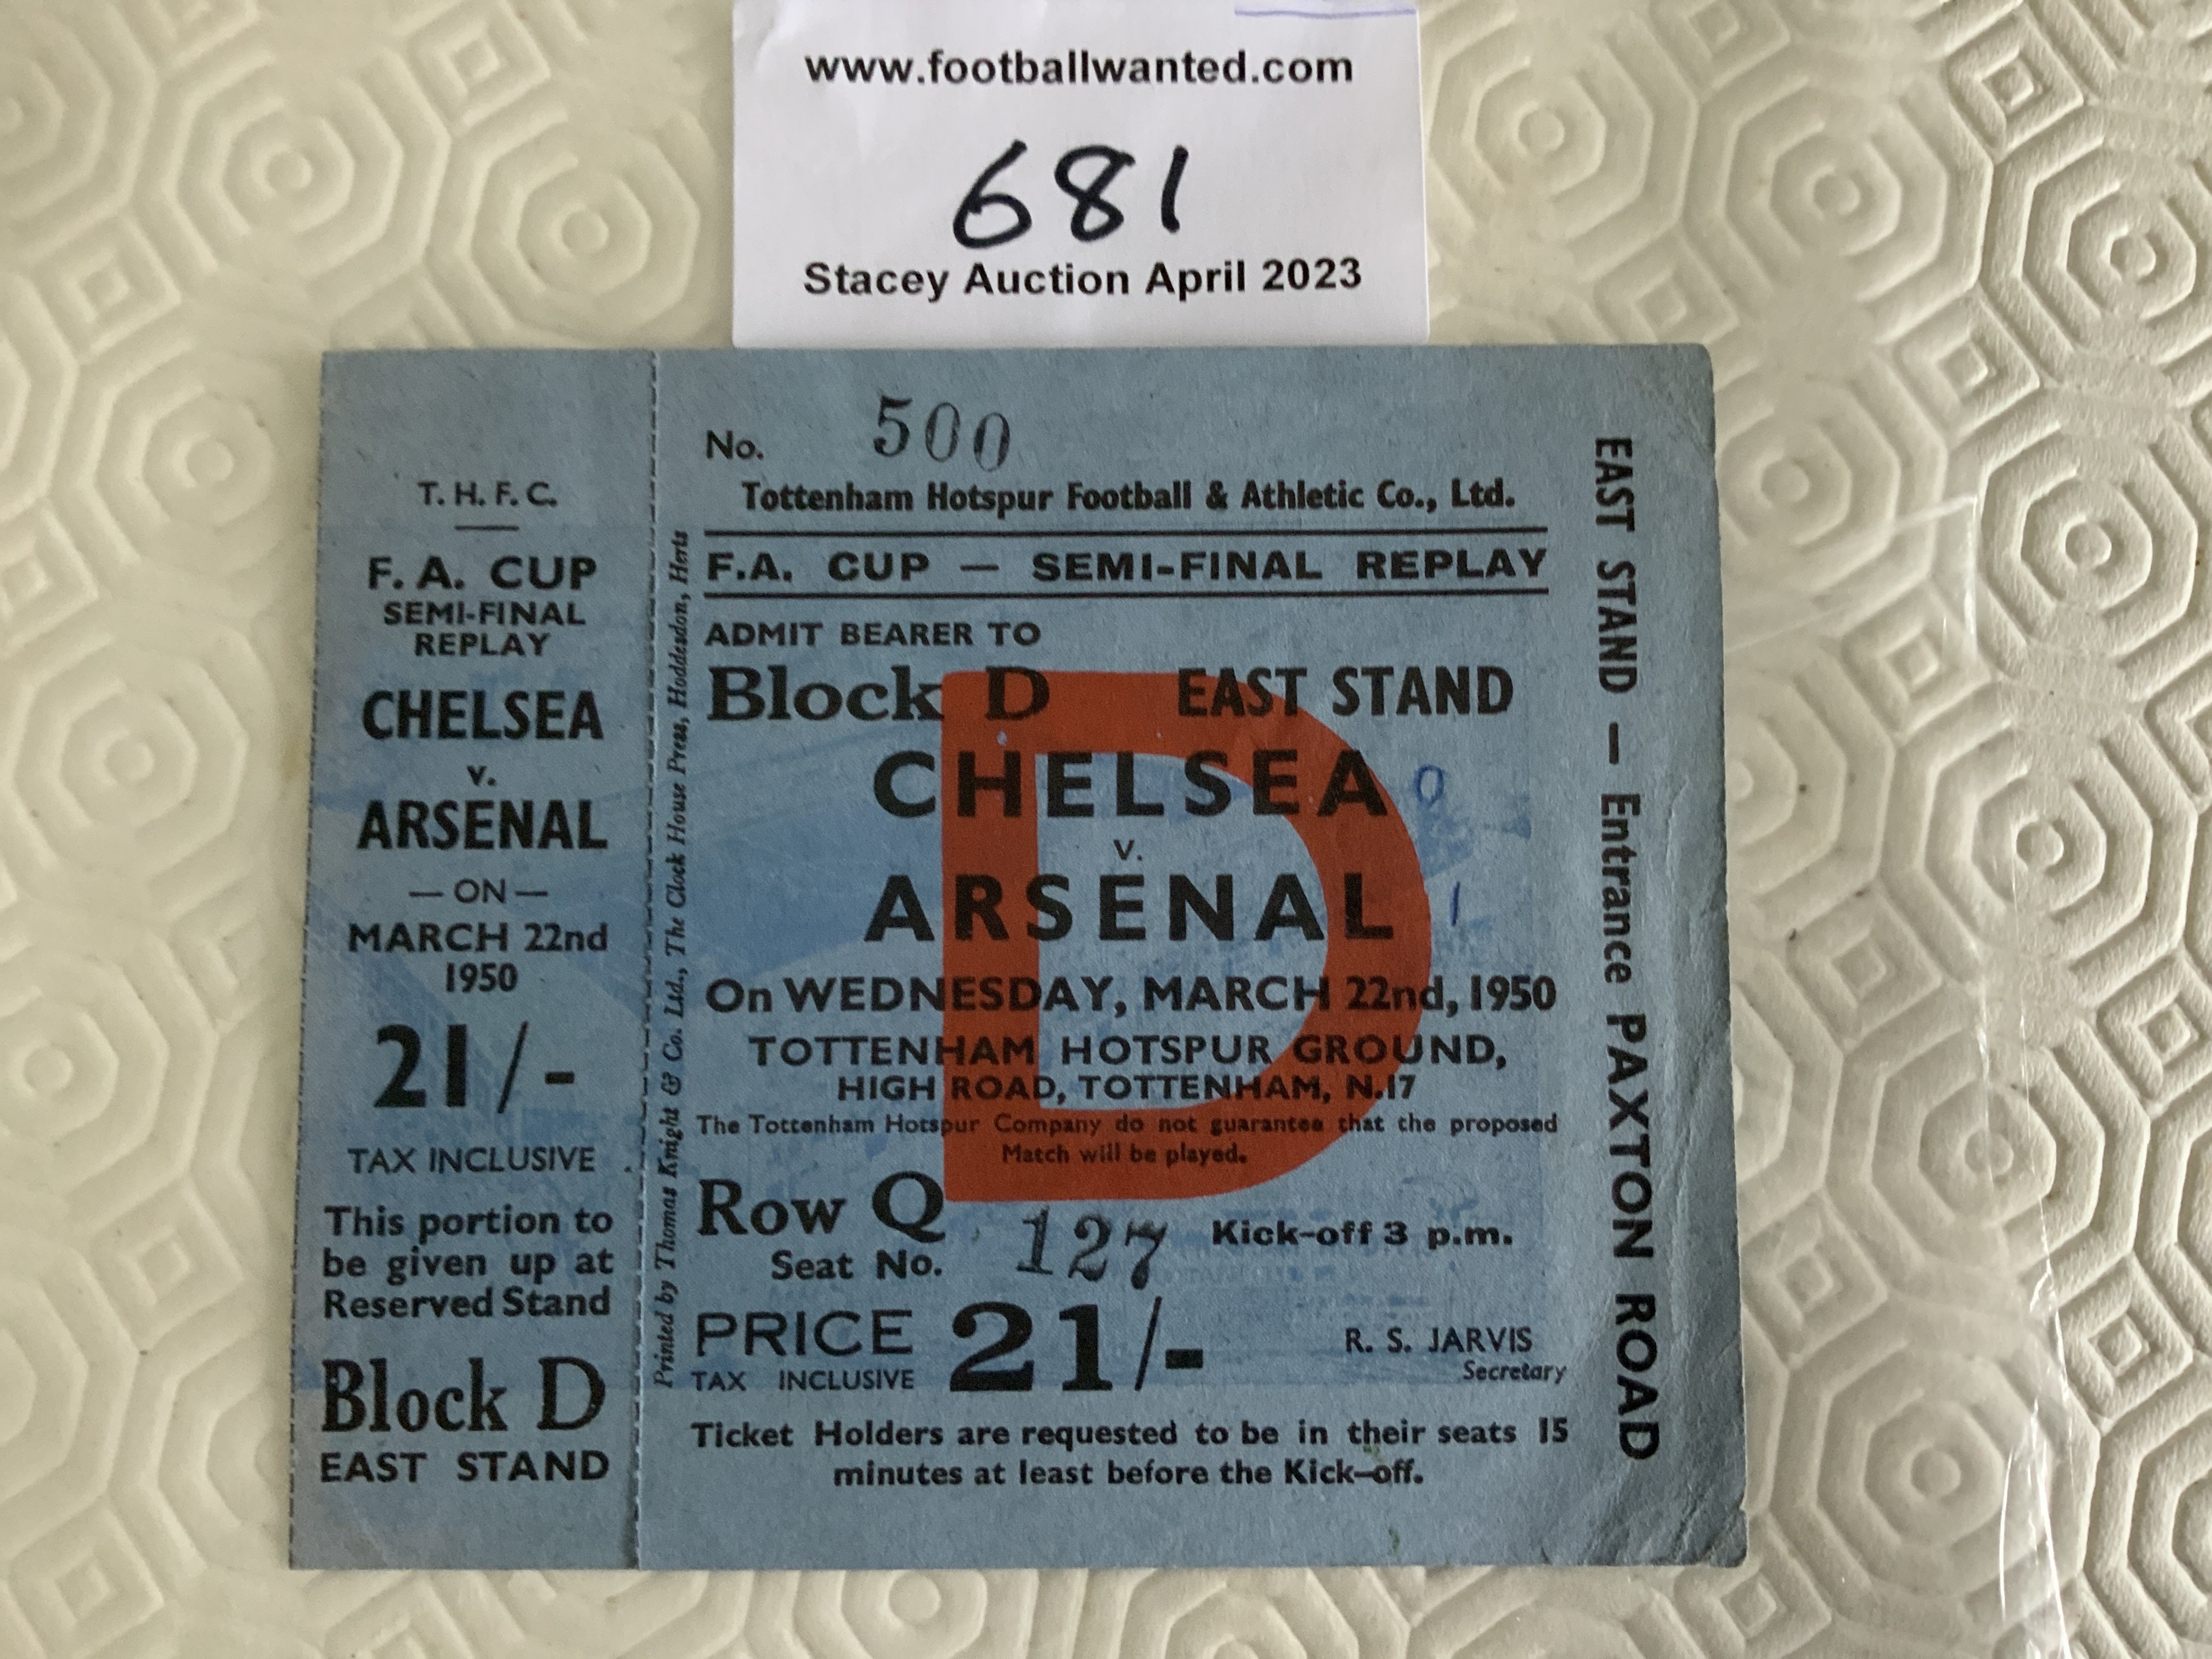 www.footballwanted.com
681
Stacey Auction April 2023
T. H. F. C.
F. A. CUP
SEMI-FINAL
REPLAY
CHELSEA
v.
ARSENAL
— ON —
MARCH 22nd
1950
21/-
TAX INCLUSIVE
This portion to
be given up at
Reserved Stand
Block D
EAST STAND
Printed by Thomas Knight & Co. Ltd., The Clock House Press, Hoddesdon, Herts
No. 500
Tottenham Hotspur Football & Athletic Co., Ltd.
F.A. CUP — SEMI-FINAL REPLAY
ADMIT BEARER TO
Block D EAST STAND
D
CHELSEA 0
v.
ARSENAL 1
On WEDNESDAY, MARCH 22nd, 1950
TOTTENHAM HOTSPUR GROUND,
HIGH ROAD, TOTTENHAM, N.17
The Tottenham Hotspur Company do not guarantee that the proposed
Match will be played.
Row Q
Seat No. 127 Kick-off 3 p.m.
PRICE 21/-
TAX INCLUSIVE
R. S. JARVIS
Secretary
Ticket Holders are requested to be in their seats 15
minutes at least before the Kick-off.
EAST STAND — Entrance PAXTON ROAD